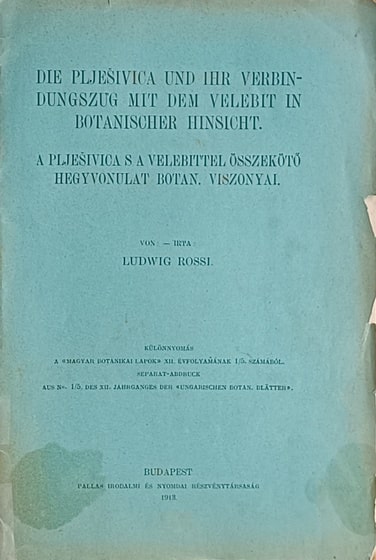 DIE PLJEŠIVICA UND IHR VERBIN-
DUNGSZUG MIT DEM VELEBIT IN
BOTANISCHER HINSICHT.
A PLJEŠIVICA S A VELEBITTEL ÖSSZEKÖTŐ
HEGYVONULAT BOTAN. VISZONYAI.
VON: — IRTA:
LUDWIG ROSSI.
KÜLÖNNYOMÁS
A «MAGYAR BOTANIKAI LAPOK» XII. ÉVFOLYAMÁNAK 1/5. SZÁMÁBÓL.
SEPARAT-ABDRUCK
AUS No. 1/5. DES XII. JAHRGANGES DER «UNGARISCHEN BOTAN. BLÄTTER».
BUDAPEST
PALLAS IRODALMI ÉS NYOMDAI RÉSZVÉNYTÁRSASÁG
1913.